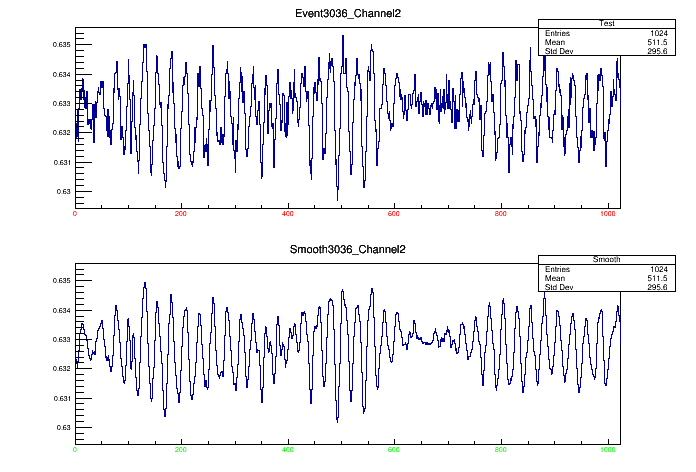 Event3036_Channel2
Test
Entries 1024
Mean 511.5
Std Dev 295.6
0.635
0.634
0.633
0.632
0.631
0.63
0 200 400 600 800 1000
Smooth3036_Channel2
Smooth
Entries 1024
Mean 511.5
Std Dev 295.6
0.635
0.634
0.633
0.632
0.631
0.63
0 200 400 600 800 1000